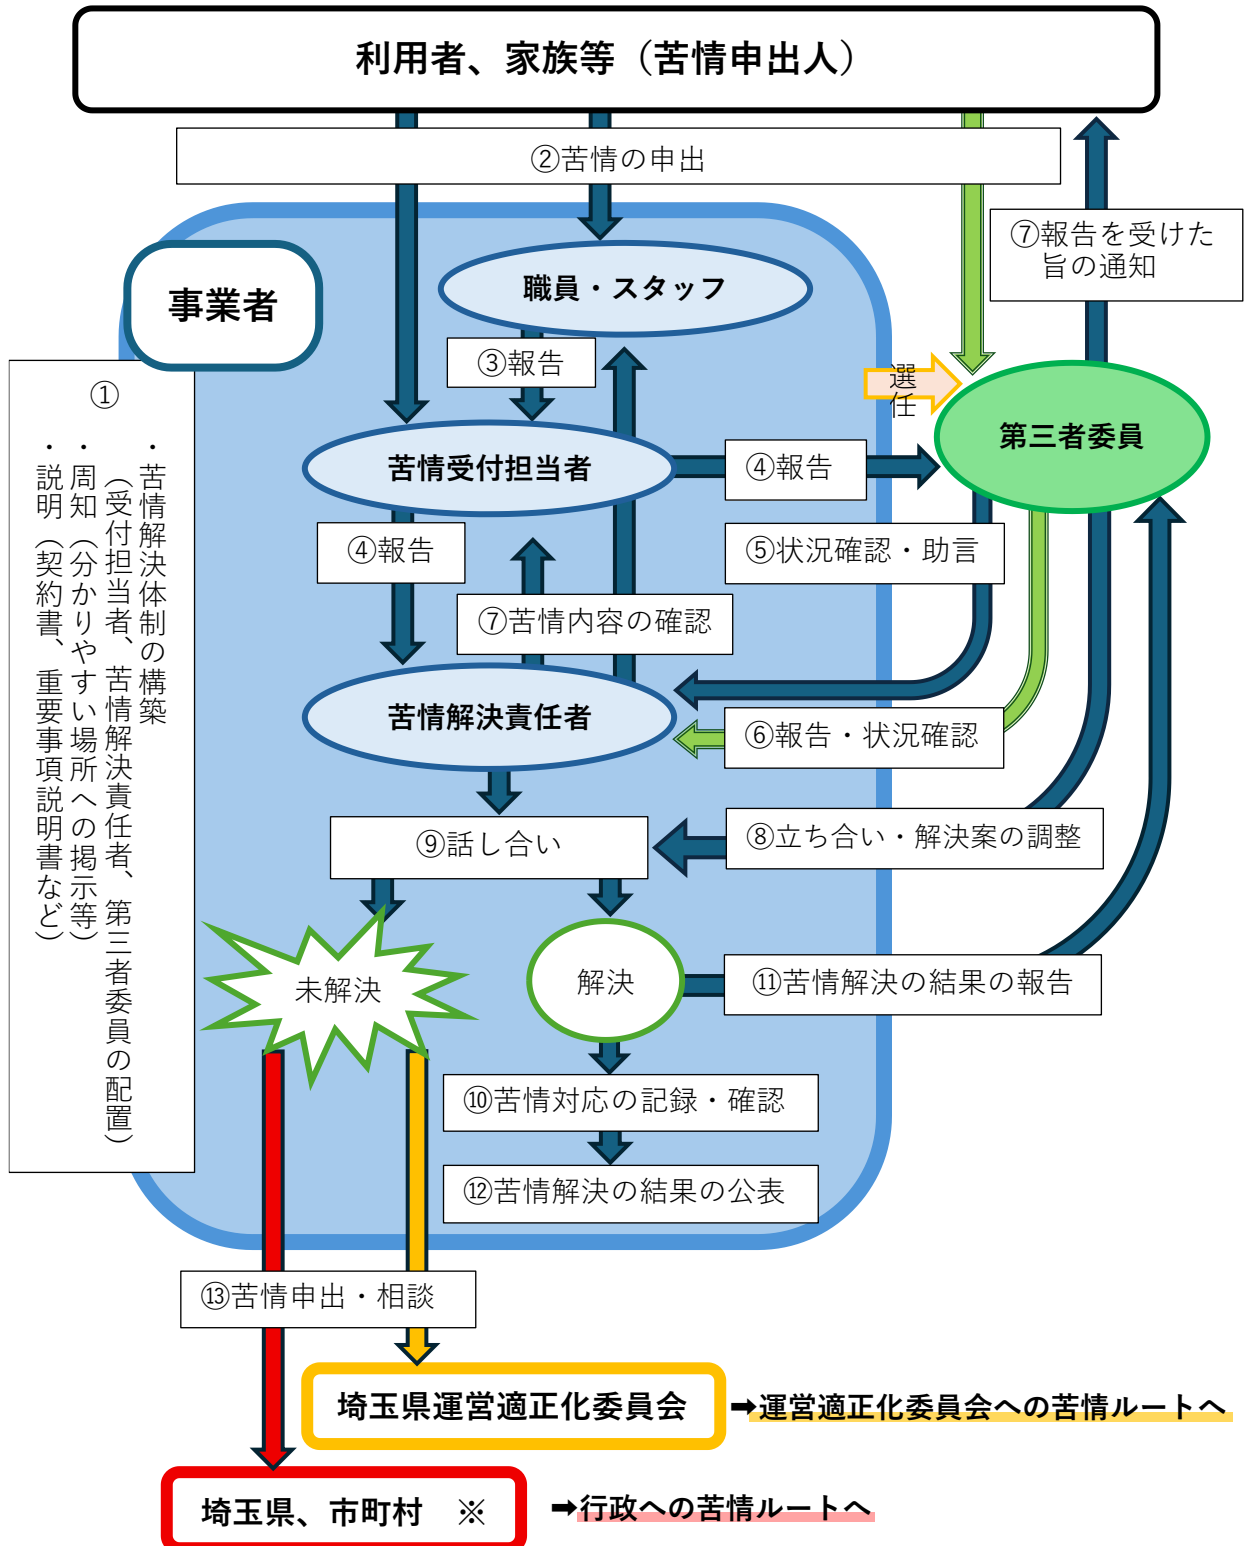 利用者、家族等（苦情申出人）
②苦情の申出
⑦報告を受けた
旨の通知
事業者
職員・スタッフ
③報告
選任
第三者委員
①
・苦情解決体制の構築
（受付担当者、苦情解決責任者、第三者委員の配置）
・周知（分かりやすい場所への掲示等）
・説明（契約書、重要事項説明書など）
苦情受付担当者
④報告
④報告
⑤状況確認・助言
⑦苦情内容の確認
苦情解決責任者
⑥報告・状況確認
⑨話し合い
⑧立ち合い・解決案の調整
未解決
解決
⑪苦情解決の結果の報告
⑩苦情対応の記録・確認
⑫苦情解決の結果の公表
⑬苦情申出・相談
埼玉県運営適正化委員会
➡運営適正化委員会への苦情ルートへ
埼玉県、市町村　※
➡行政への苦情ルートへ